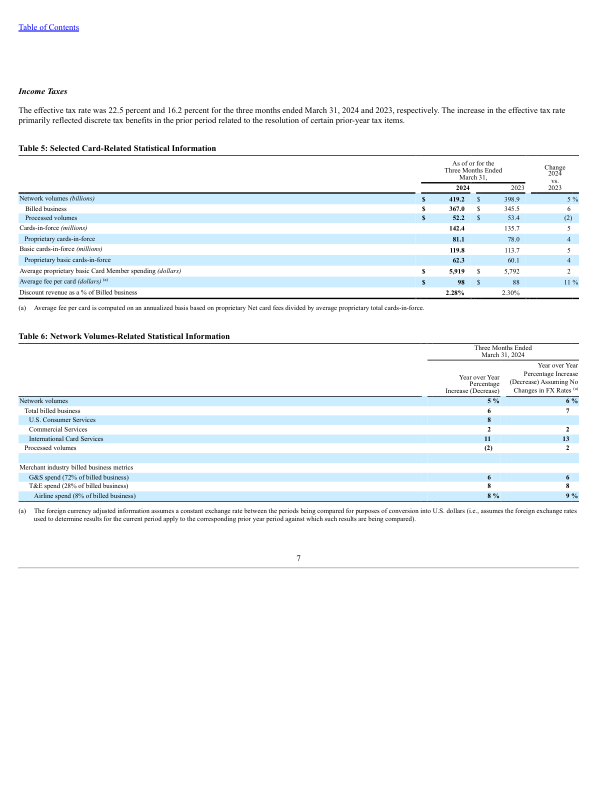 Table of Contents
Income Taxes
The effective tax rate was 22.5 percent and 16.2 percent for the three months ended March 31, 2024 and 2023, respectively. The increase in the effective tax rate
primarily reflected discrete tax benefits in the prior period related to the resolution of certain prior-year tax items.
Table 5: Selected Card-Related Statistical Information
As of or for the
Three Months Ended
March 31,
Change
2024
vs.
2023
2024 2023
Network volumes (billions) $ 419.2 $ 398.9 5 %
Billed business $ 367.0 $ 345.5 6
Processed volumes $ 52.2 $ 53.4 (2)
Cards-in-force (millions) 142.4 135.7 5
Proprietary cards-in-force 81.1 78.0 4
Basic cards-in-force (millions) 119.8 113.7 5
Proprietary basic cards-in-force 62.3 60.1 4
Average proprietary basic Card Member spending (dollars) $ 5,919 $ 5,792 2
Average fee per card (dollars) (a) $ 98 $ 88 11 %
Discount revenue as a % of Billed business 2.28% 2.30%
(a) Average fee per card is computed on an annualized basis based on proprietary Net card fees divided by average proprietary total cards-in-force.
Table 6: Network Volumes-Related Statistical Information
Three Months Ended
March 31, 2024
Year over Year
Percentage
Increase (Decrease)
Year over Year
Percentage Increase
(Decrease) Assuming No
Changes in FX Rates (a)
Network volumes 5 % 6 %
Total billed business 6 7
U.S. Consumer Services 8
Commercial Services 2 2
International Card Services 11 13
Processed volumes (2) 2
Merchant industry billed business metrics
G&S spend (72% of billed business) 6 6
T&E spend (28% of billed business) 8 8
Airline spend (8% of billed business) 8 % 9 %
(a) The foreign currency adjusted information assumes a constant exchange rate between the periods being compared for purposes of conversion into U.S. dollars (i.e., assumes the foreign exchange rates
used to determine results for the current period apply to the corresponding prior year period against which such results are being compared).
7